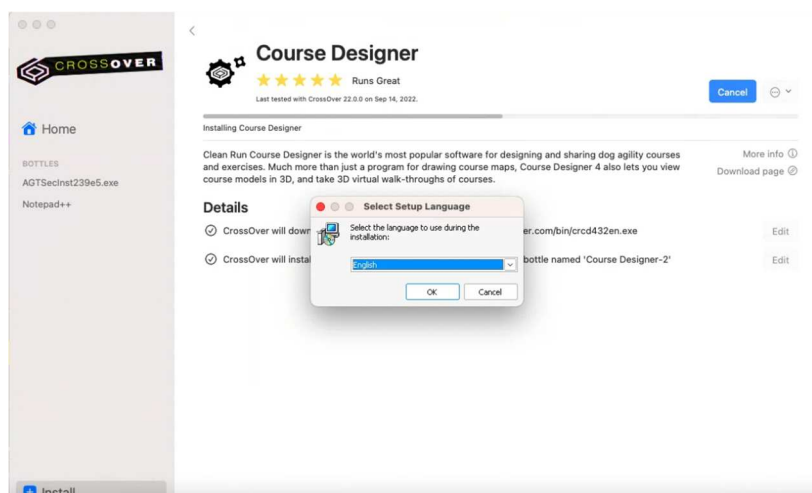 CROSSOVER
Home
BOTTLES
AGTSecInst239e5.exe
Notepad++
Install
Course Designer
Runs Great
Last tested with CrossOver 22.0.0 on Sep 14, 2022.
Cancel
Installing Course Designer
Clean Run Course Designer is the world's most popular software for designing and sharing dog agility courses
and exercises. Much more than just a program for drawing course maps, Course Designer 4 also lets you view
course models in 3D, and take 3D virtual walk-throughs of courses.
More info
Download page
Details
CrossOver will down
er.com/bin/crcd432en.exe
Edit
CrossOver will instal
bottle named 'Course Designer-2'
Edit
Select Setup Language
Select the language to use during the
installation:
English
OK
Cancel